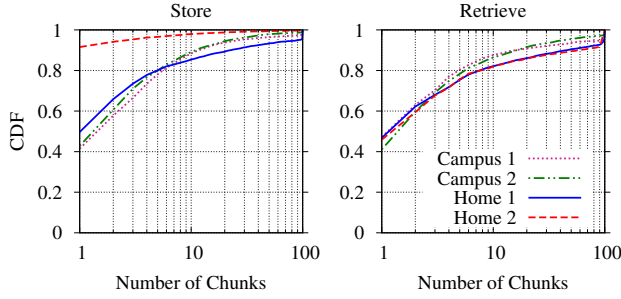 Store
CDF
1
0.8
0.6
0.4
0.2
0
1
10
100
Number of Chunks
Retrieve
1
0.8
0.6
0.4
0.2
0
Campus 1
Campus 2
Home 1
Home 2
1
10
100
Number of Chunks